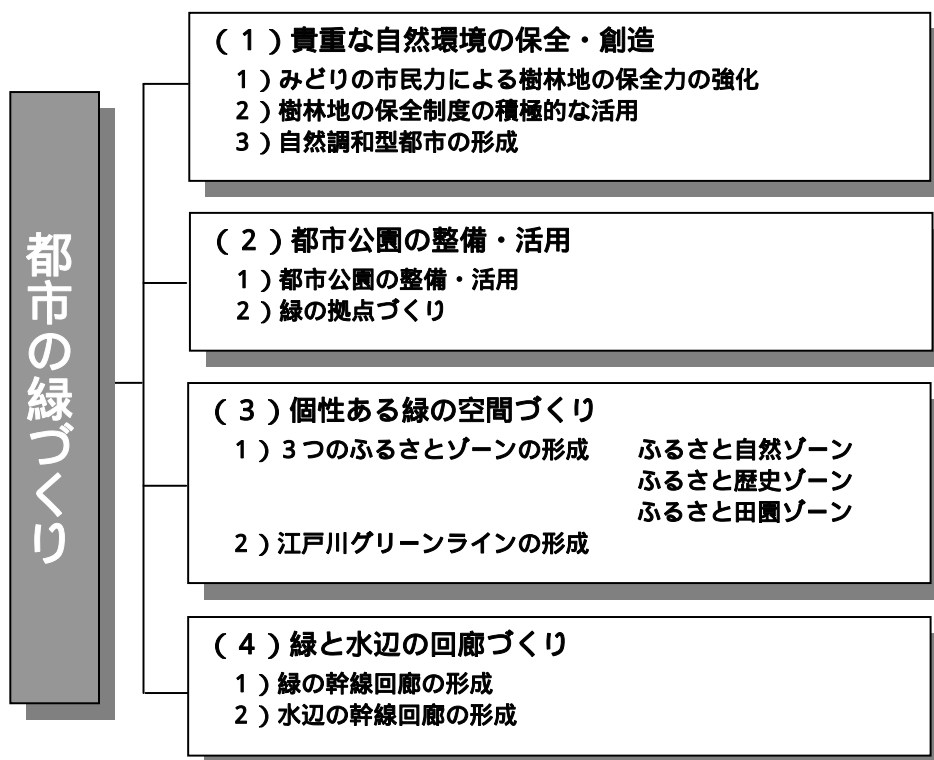 都市の緑づくり
(１)貴重な自然環境の保全・創造
１)みどりの市民力による樹林地の保全力の強化
２)樹林地の保全制度の積極的な活用
３)自然調和型都市の形成
(２)都市公園の整備・活用
１)都市公園の整備・活用
２)緑の拠点づくり
(３)個性ある緑の空間づくり
１)３つのふるさとゾーンの形成　ふるさと自然ゾーン
ふるさと歴史ゾーン
ふるさと田園ゾーン
２)江戸川グリーンラインの形成
(４)緑と水辺の回廊づくり
１)緑の幹線回廊の形成
２)水辺の幹線回廊の形成